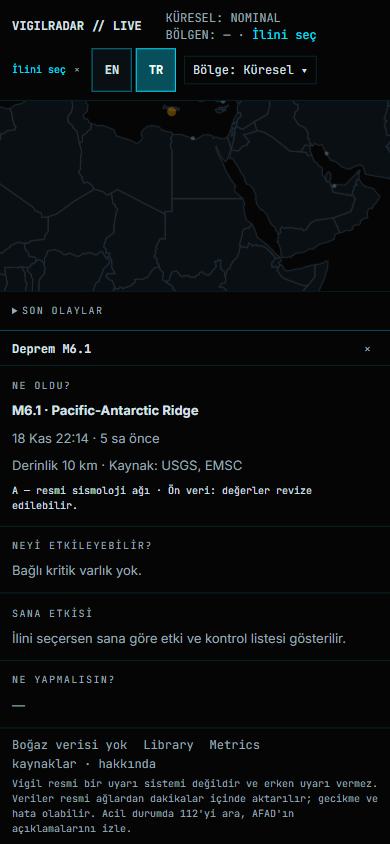 VIGILRADAR // LIVE
KÜRESEL: NOMINAL
BÖLGEN: — · İlini seç
İlini seç ×
EN
TR
Bölge: Küresel ▾
▶ SON OLAYLAR
Deprem M6.1 ×
NE OLDU?
M6.1 · Pacific-Antarctic Ridge
18 Kas 22:14 · 5 sa önce
Derinlik 10 km · Kaynak: USGS, EMSC
A — resmi sismoloji ağı · Ön veri: değerler revize
edilebilir.
NEYİ ETKİLEYEBİLİR?
Bağlı kritik varlık yok.
SANA ETKİSİ
İlini seçersen sana göre etki ve kontrol listesi gösterilir.
NE YAPMALISIN?
—
Boğaz verisi yok Library Metrics
kaynaklar · hakkında
Vigil resmi bir uyarı sistemi değildir ve erken uyarı vermez.
Veriler resmi ağlardan dakikalar içinde aktarılır; gecikme ve
hata olabilir. Acil durumda 112'yi ara, AFAD'ın
açıklamalarını izle.